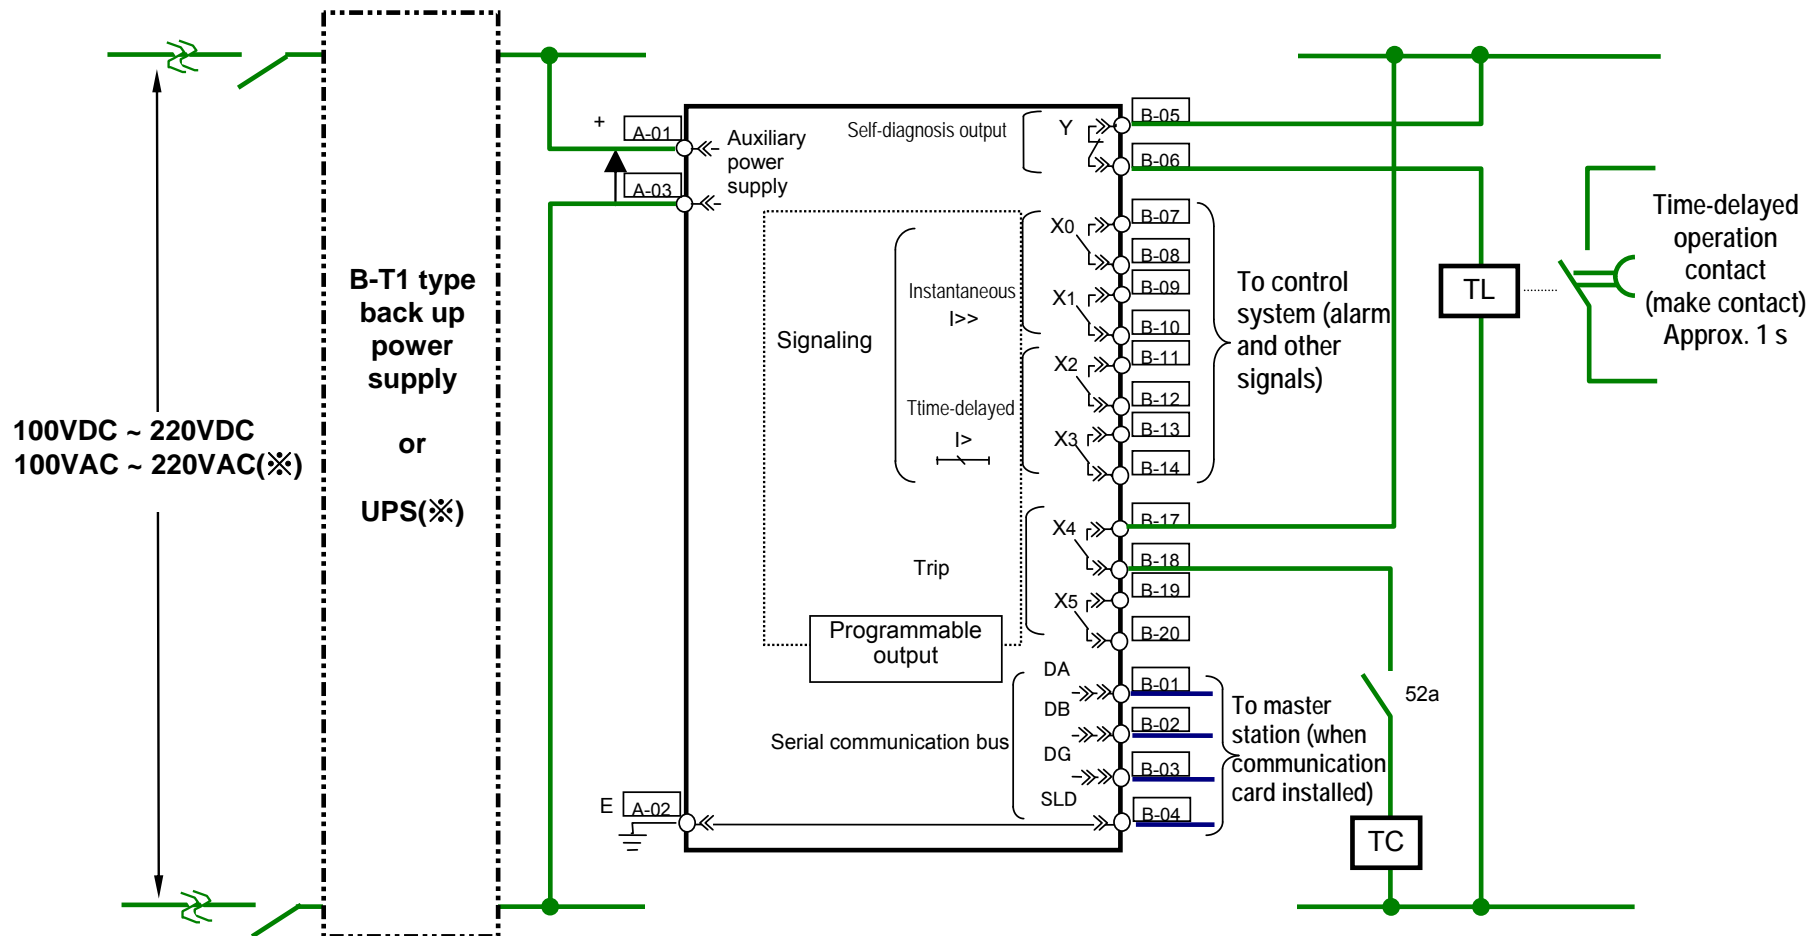 100VDC ~ 220VDC
100VAC ~ 220VAC(※)
B-T1 type
back up
power
supply
or
UPS(※)
+
A-01
A-03
Auxiliary
power
supply
E
A-02
Self-diagnosis output
Y
B-05
B-06
Signaling
Instantaneous
I>>
Ttime-delayed
I>
X0
X1
X2
X3
B-07
B-08
B-09
B-10
B-11
B-12
B-13
B-14
To control
system (alarm
and other
signals)
Trip
X4
X5
B-17
B-18
B-19
B-20
Programmable
output
Serial communication bus
DA
DB
DG
SLD
B-01
B-02
B-03
B-04
To master
station (when
communication
card installed)
52a
TC
TL
Time-delayed
operation
contact
(make contact)
Approx. 1 s